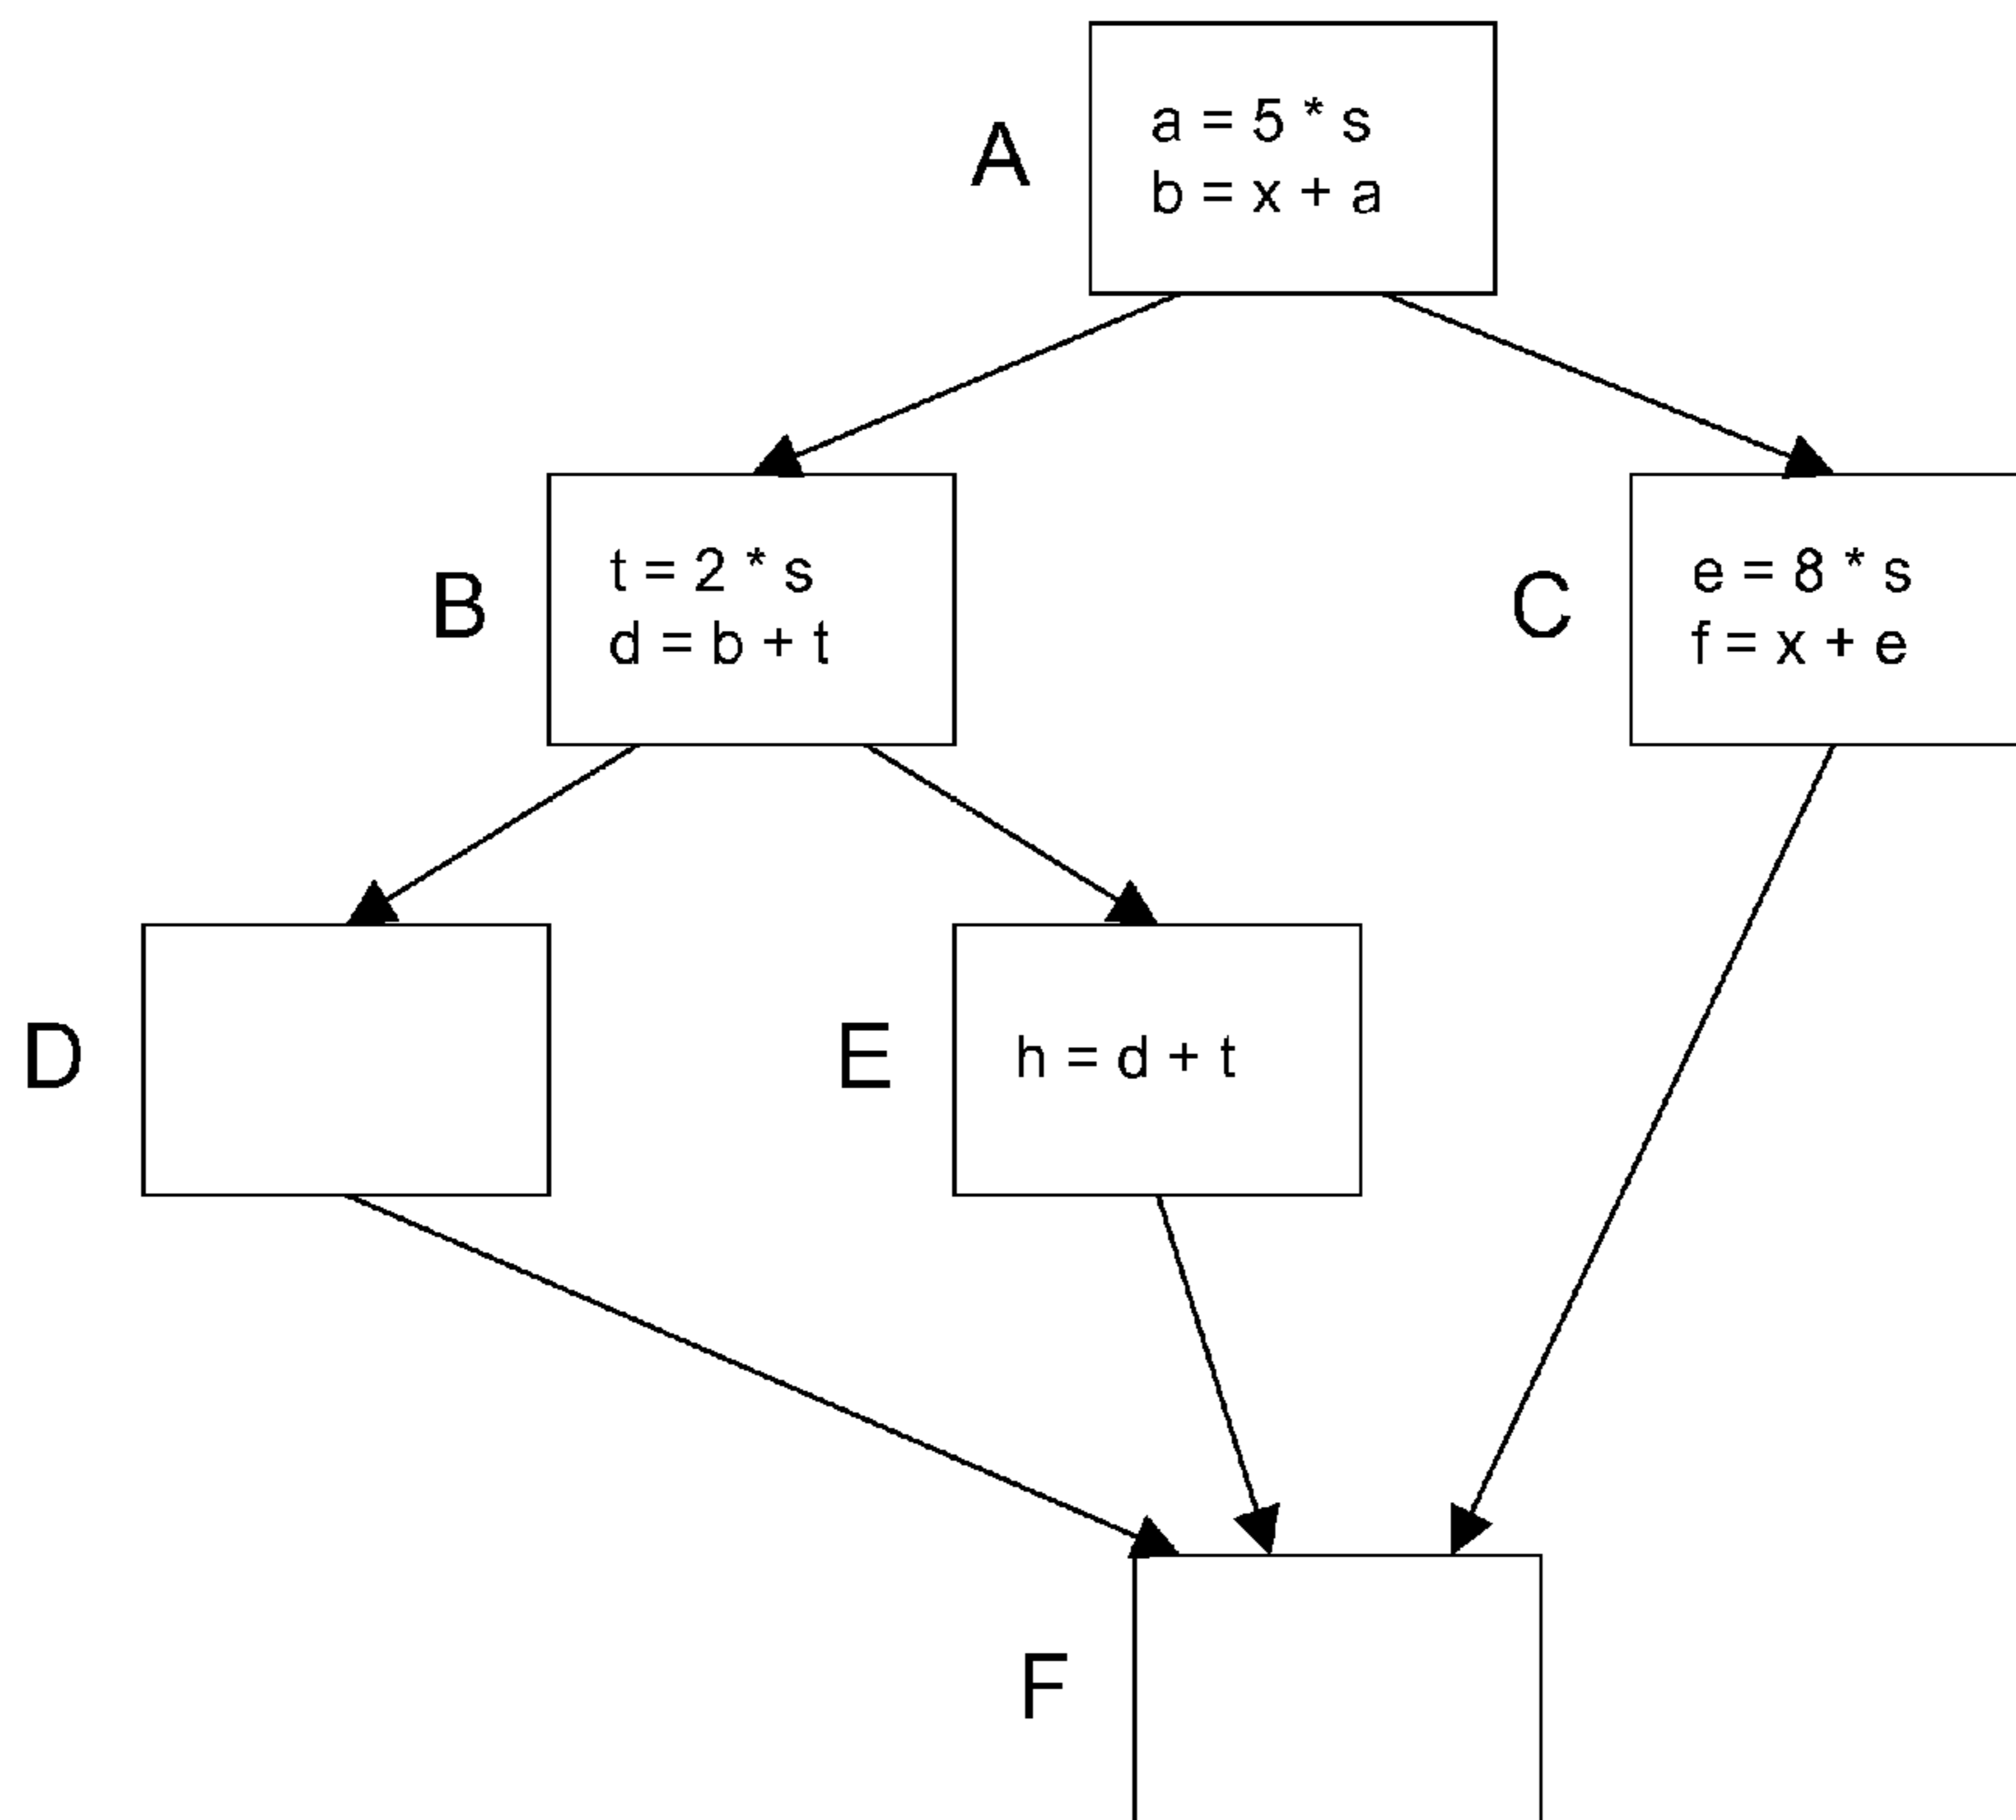 A
a = 5 * s
b = x + a
B
t = 2 * s
d = b + t
C
e = 8 * s
f = x + e
D
E
h = d + t
F